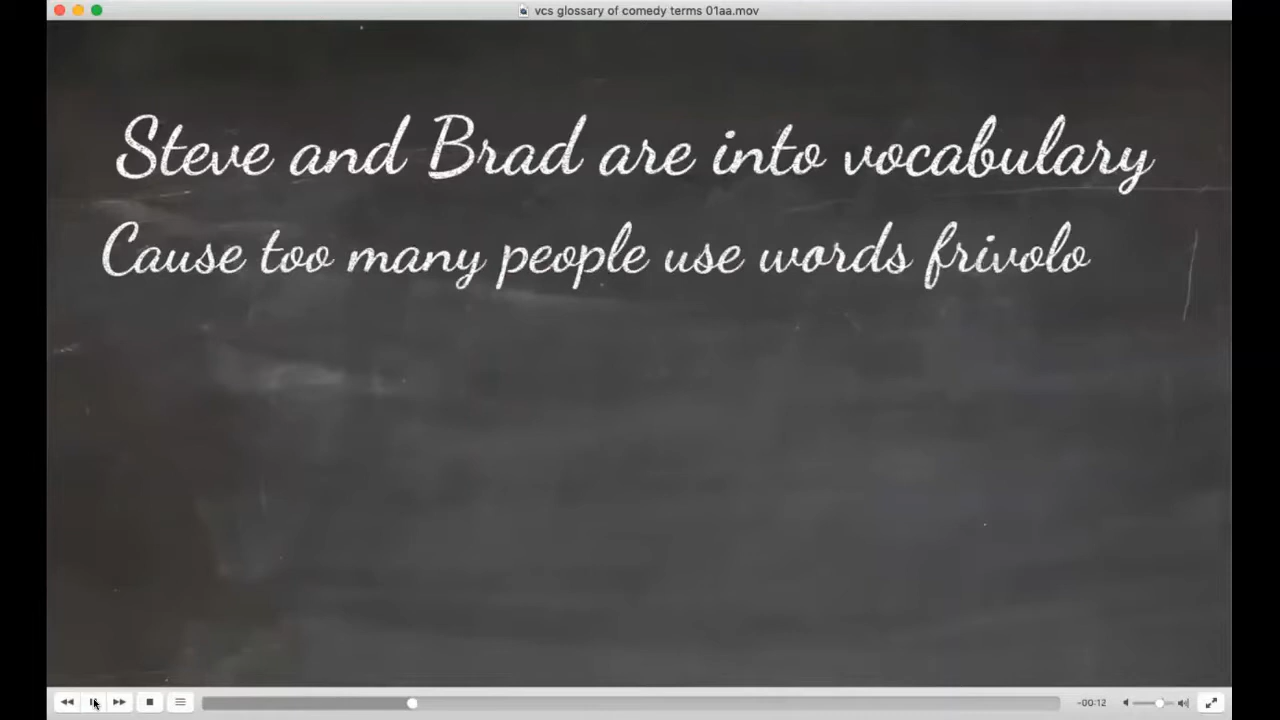 vcs glossary of comedy terms 01aa.mov
Steve and Brad are into vocabulary
Cause too many people use words frivolo
-00:12